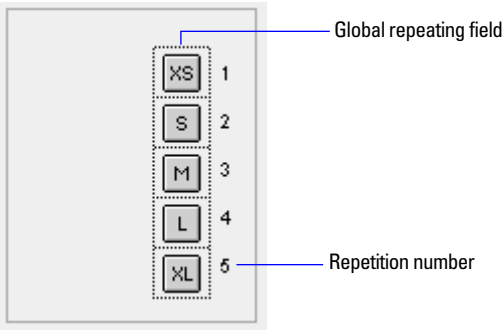 Global repeating field
XS 1
S 2
M 3
L 4
XL 5
Repetition number